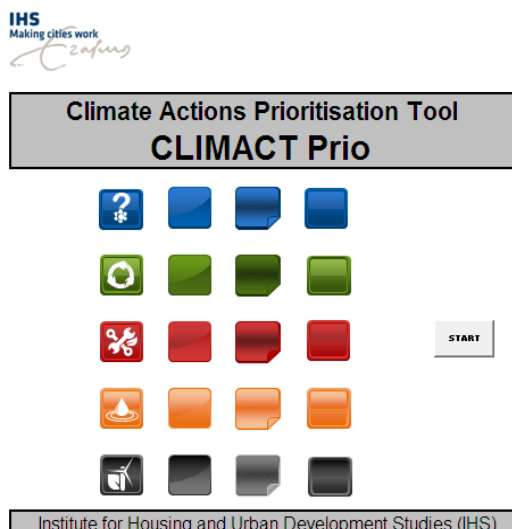 IHS
Making cities work
Erasmus
Climate Actions Prioritisation Tool
CLIMACT Prio
?
START
Institute for Housing and Urban Development Studies (IHS)